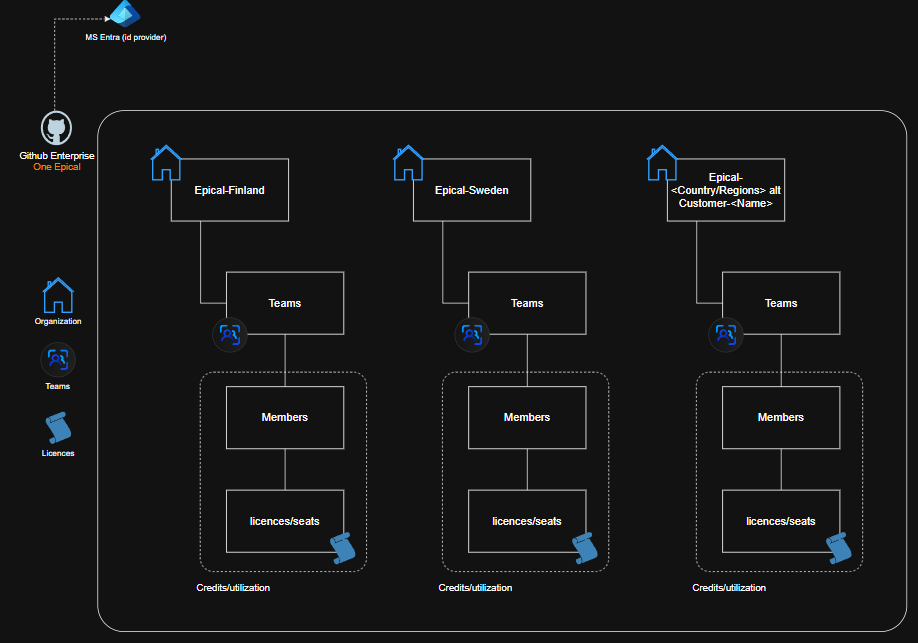 MS Entra (id provider)
Github Enterprise
One Epical
Epical-Finland
Epical-Sweden
Epical-
<Country/Regions> alt
Customer-<Name>
Teams
Teams
Teams
Organization
Teams
Licences
Members
Members
Members
licences/seats
licences/seats
licences/seats
Credits/utilization
Credits/utilization
Credits/utilization